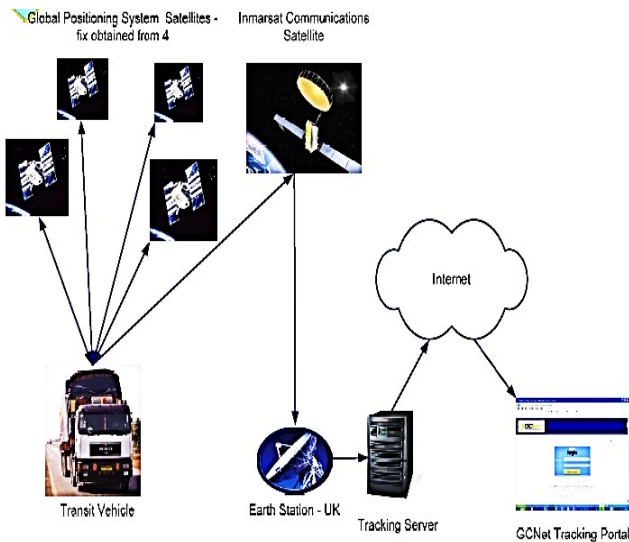 Global Positioning System Satellites -
fix obtained from 4
Inmarsat Communications
Satellite
Internet
Transit Vehicle
Earth Station - UK
Tracking Server
GCNet Tracking Portal